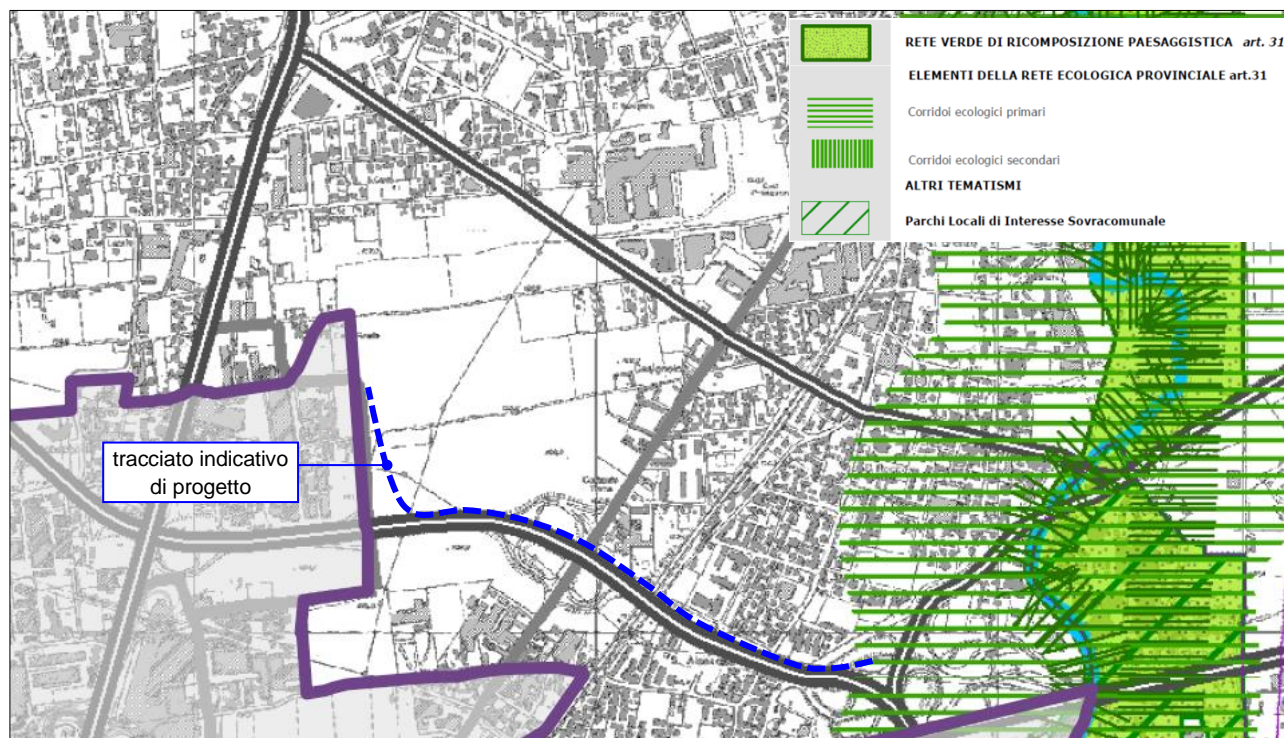 RETE VERDE DI RICOMPOSIZIONE PAESAGGISTICA art. 31
ELEMENTI DELLA RETE ECOLOGICA PROVINCIALE art.31
Corridoi ecologici primari
Corridoi ecologici secondari
ALTRI TEMATISMI
Parchi Locali di Interesse Sovracomunale
tracciato indicativo
di progetto